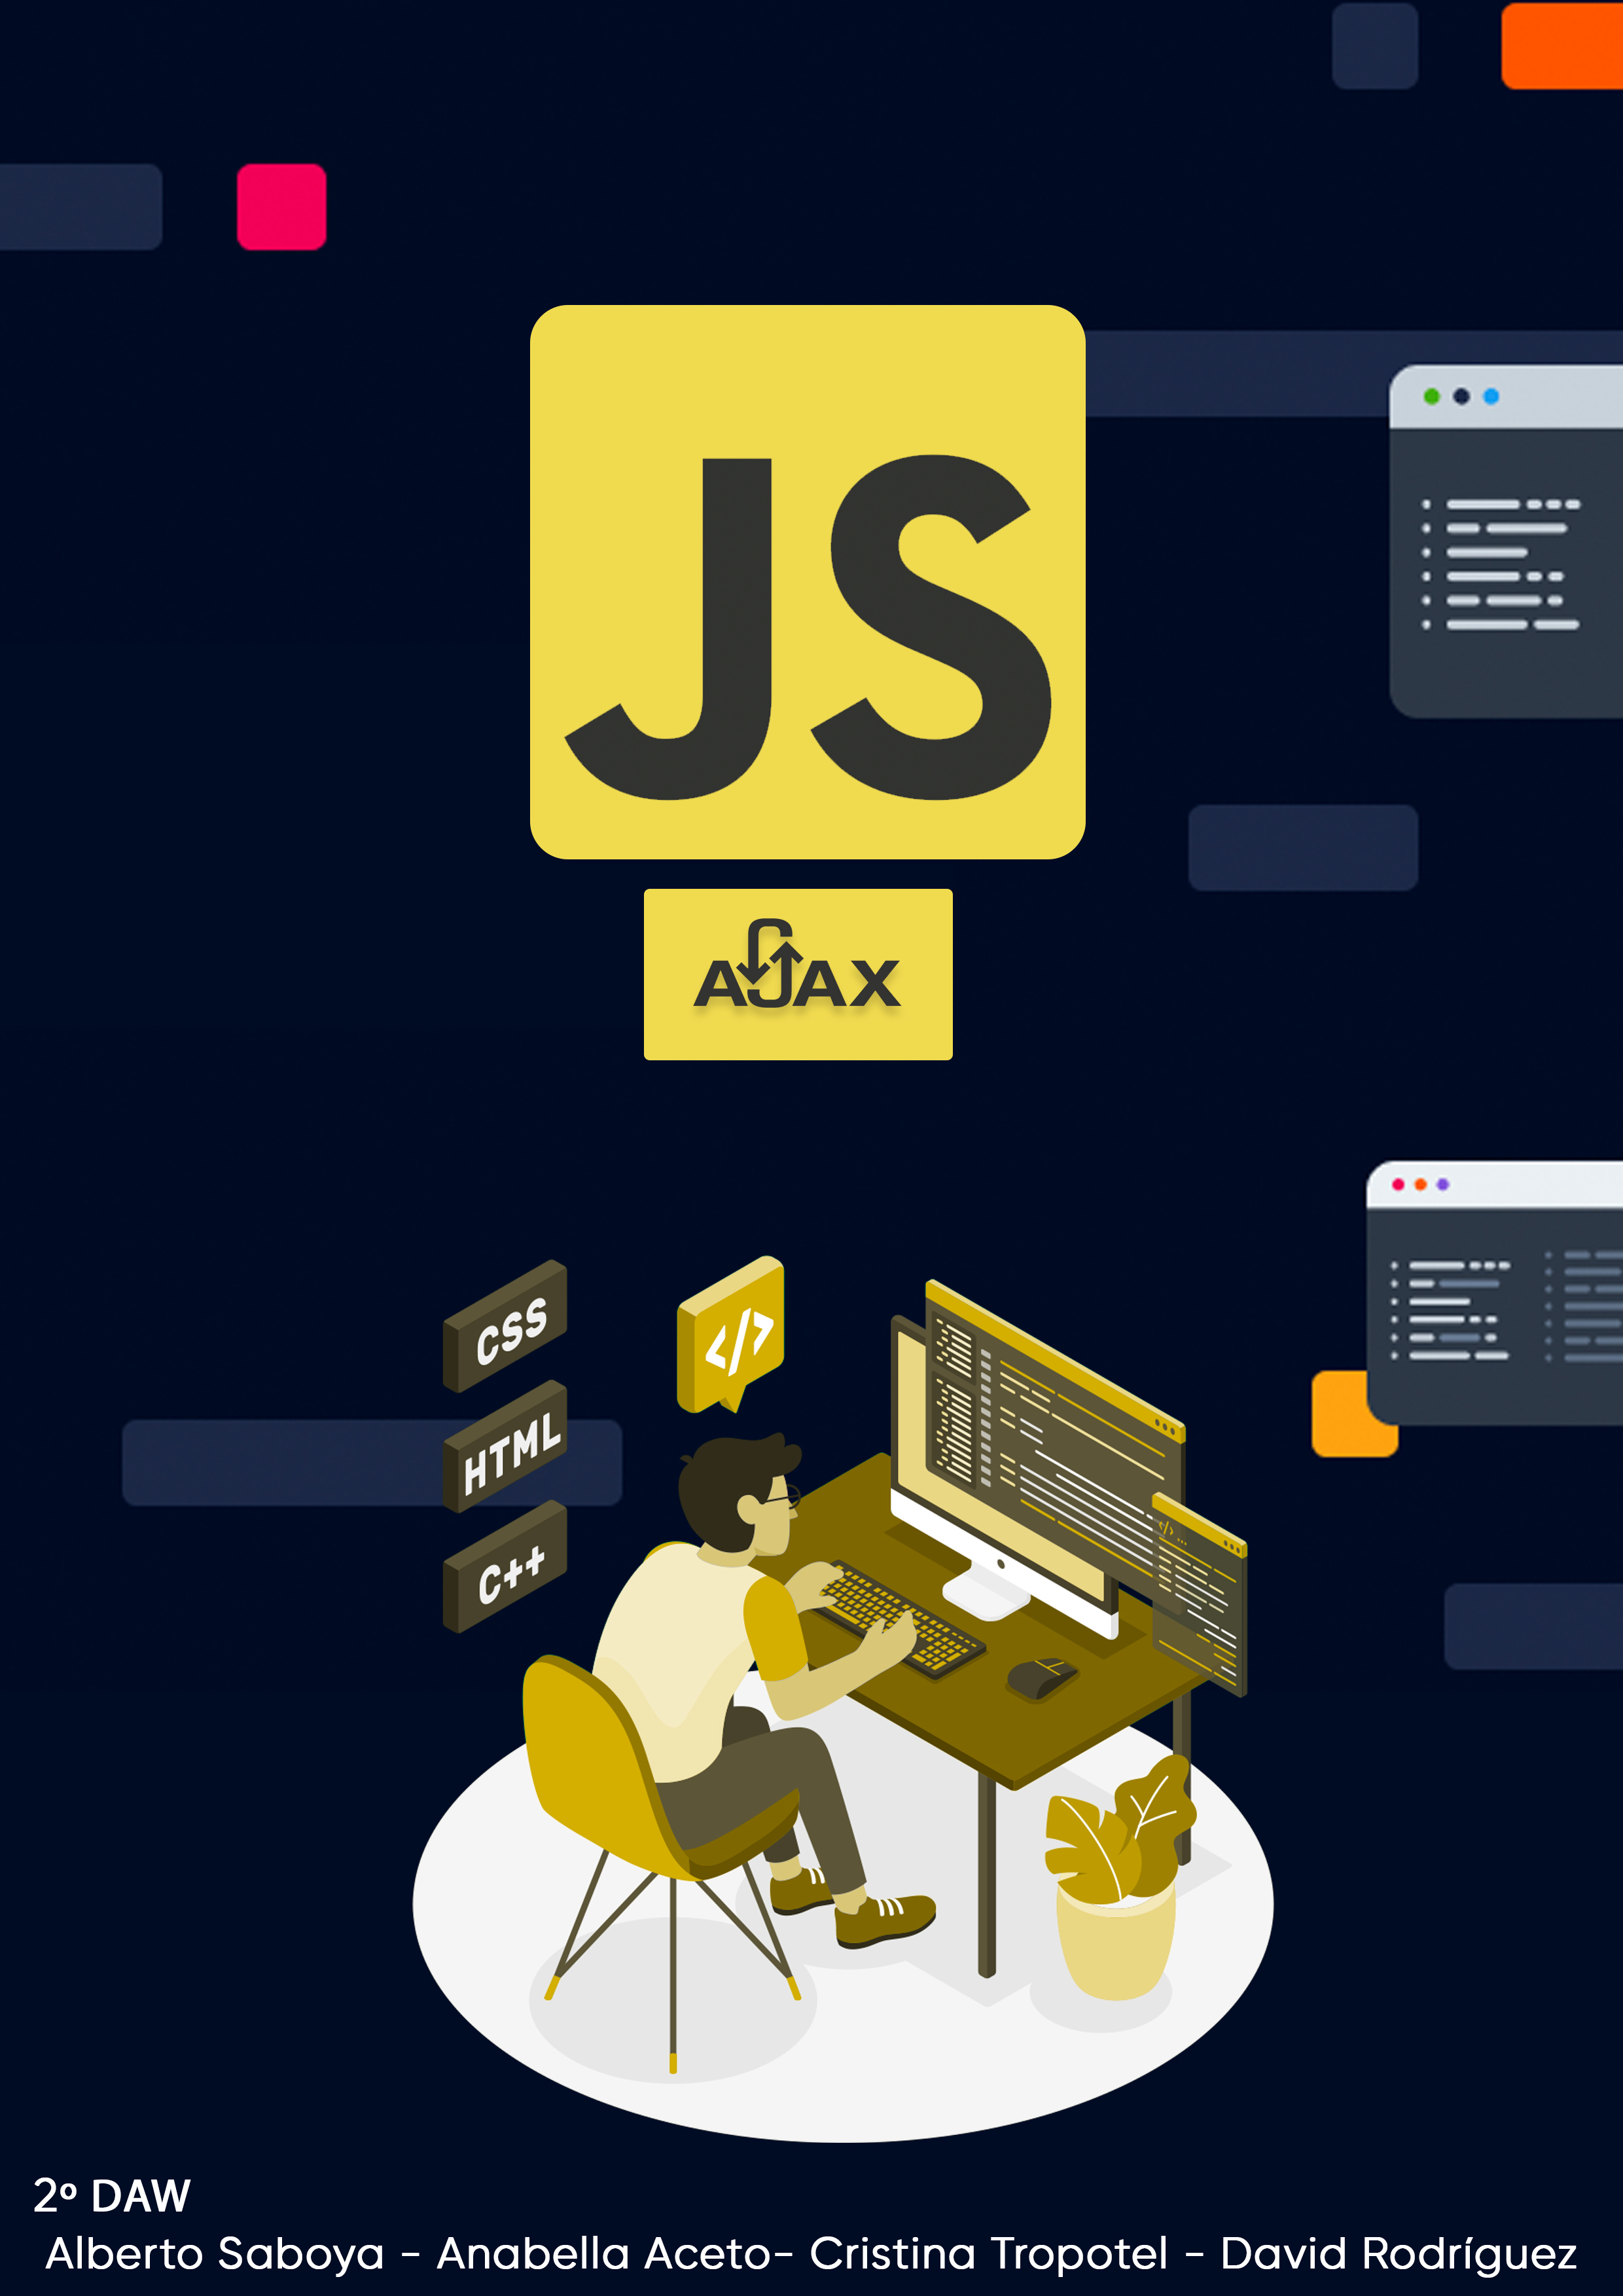 JS
AJAX
CSS
</>
HTML
C++
</>
2º DAW
Alberto Saboya - Anabella Aceto- Cristina Tropotel - David Rodríguez